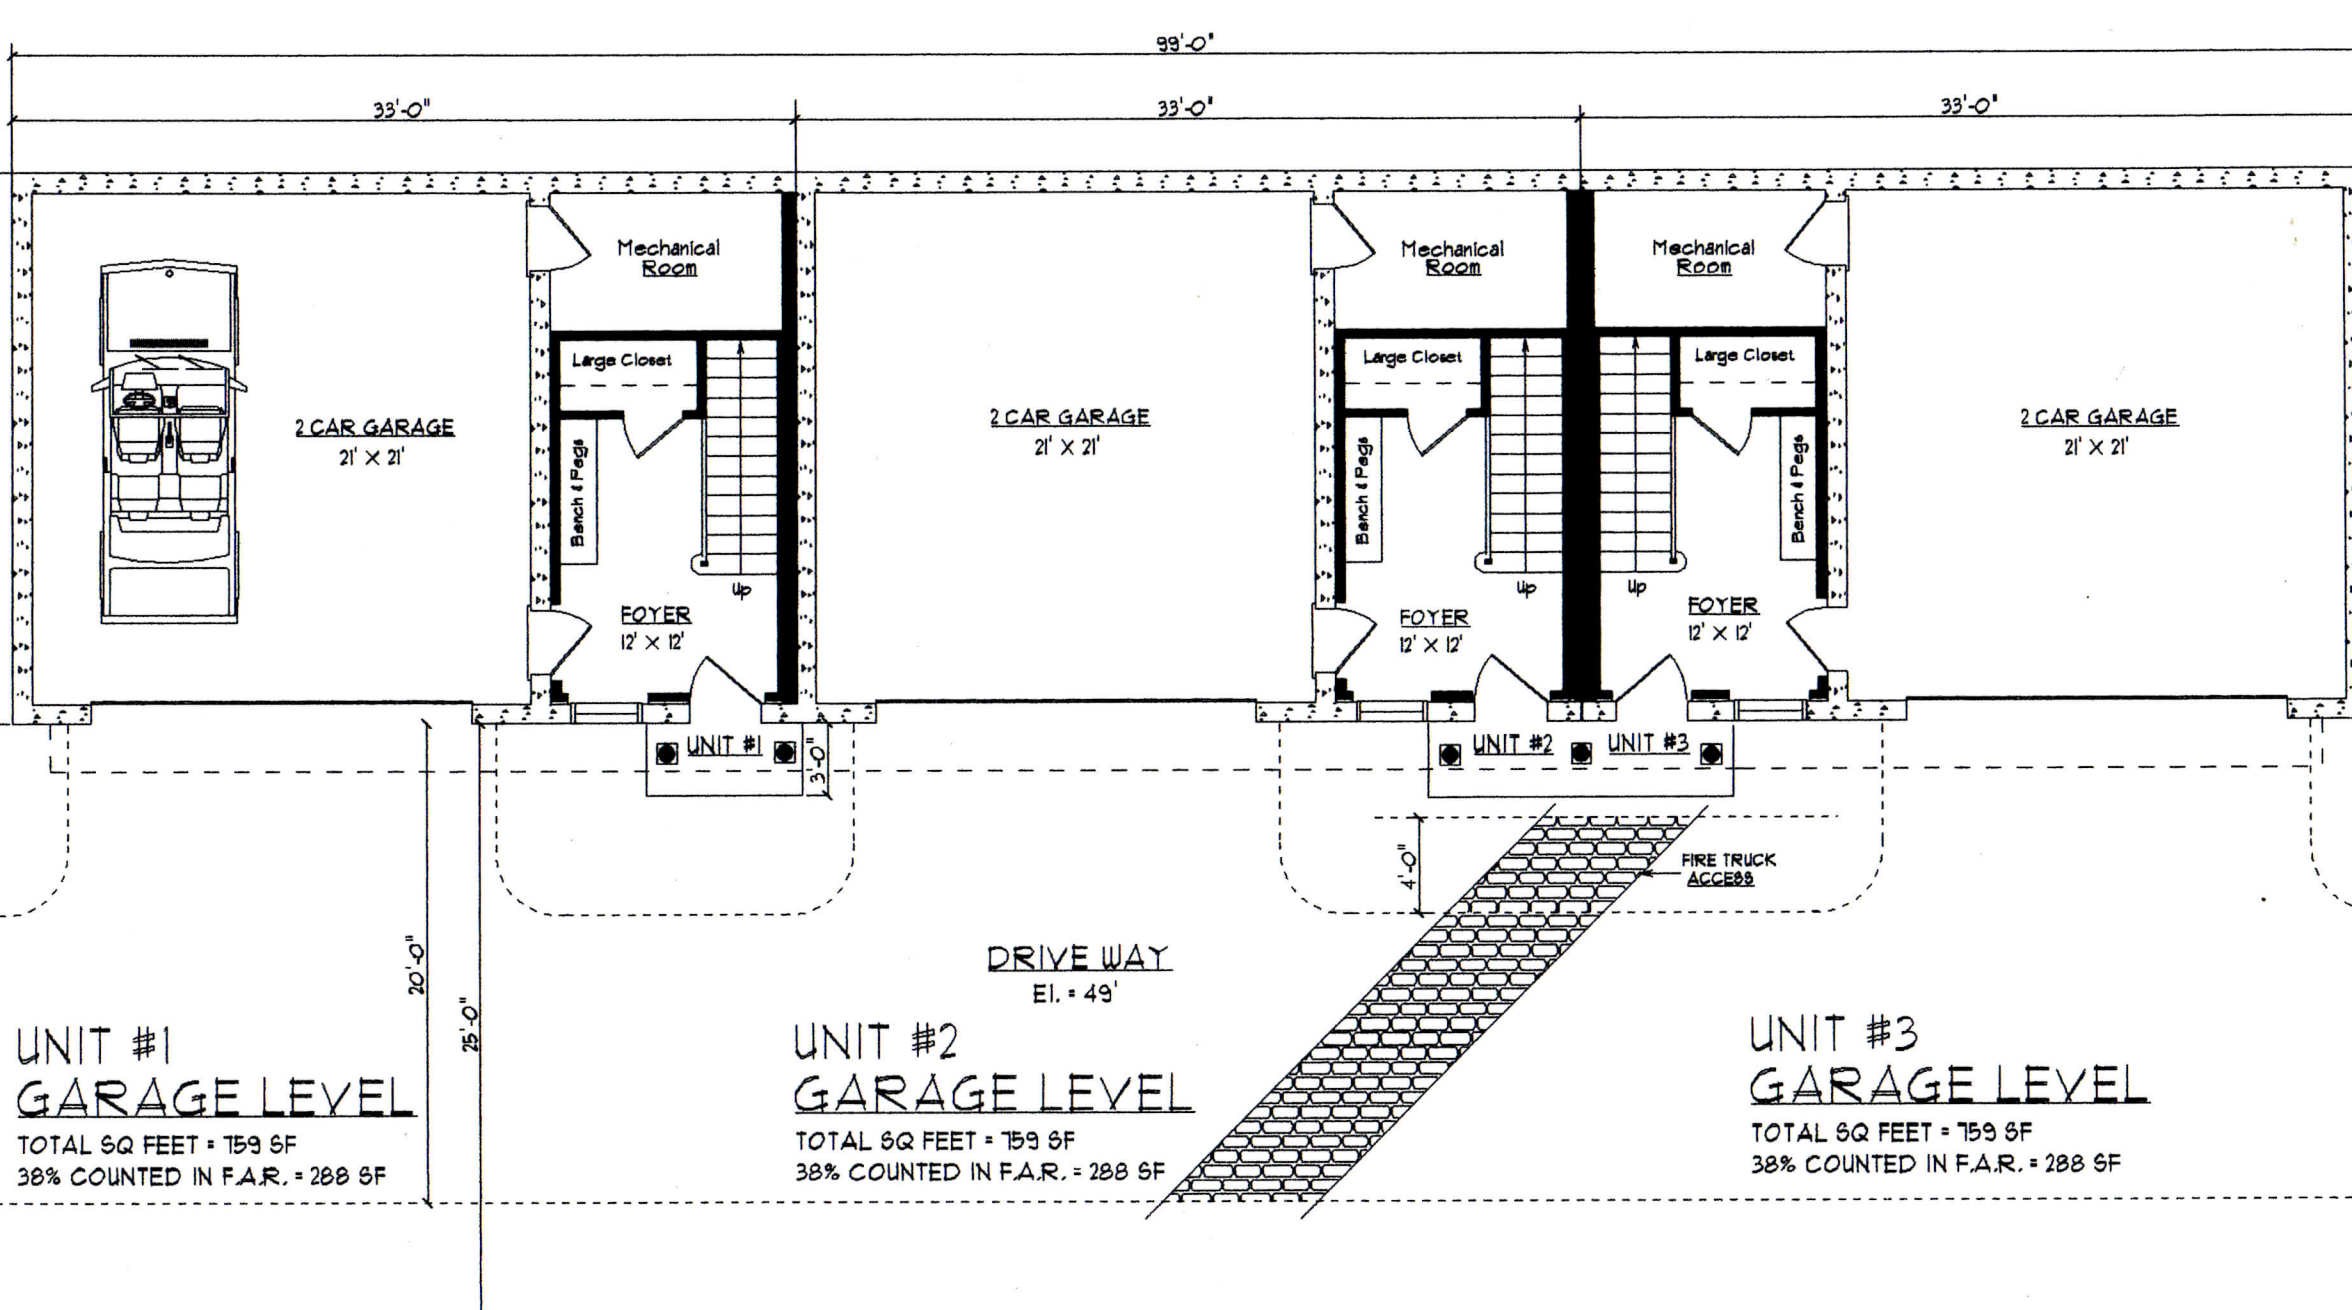 99'-0"
33'-0"
33'-0"
33'-0"
Mechanical
Room
Mechanical
Room
Mechanical
Room
Large Closet
Large Closet
Large Closet
2 CAR GARAGE
21' X 21'
2 CAR GARAGE
21' X 21'
2 CAR GARAGE
21' X 21'
Bench & Pegs
Bench & Pegs
Bench & Pegs
Up
Up
Up
FOYER
12' X 12'
FOYER
12' X 12'
FOYER
12' X 12'
UNIT #1
3'-0"
UNIT #2
UNIT #3
4'-0"
FIRE TRUCK
ACCESS
20'-0"
25'-0"
DRIVE WAY
El. = 49'
UNIT #1
GARAGE LEVEL
TOTAL SQ FEET = 759 SF
38% COUNTED IN F.A.R. = 288 SF
UNIT #2
GARAGE LEVEL
TOTAL SQ FEET = 759 SF
38% COUNTED IN F.A.R. = 288 SF
UNIT #3
GARAGE LEVEL
TOTAL SQ FEET = 759 SF
38% COUNTED IN F.A.R. = 288 SF